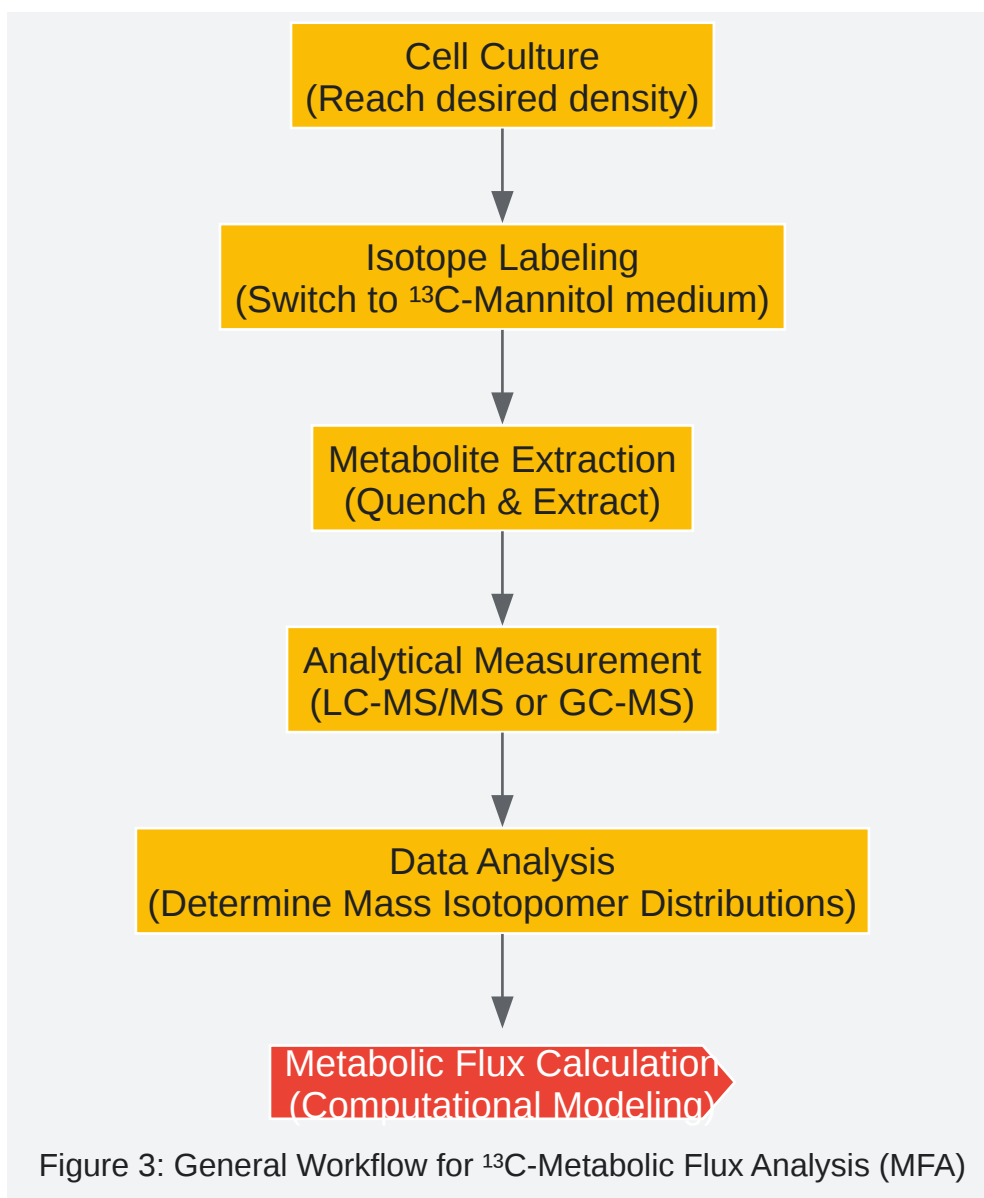 Cell Culture
(Reach desired density)
Isotope Labeling
(Switch to ¹³C-Mannitol medium)
Metabolite Extraction
(Quench & Extract)
Analytical Measurement
(LC-MS/MS or GC-MS)
Data Analysis
(Determine Mass Isotopomer Distributions)
Metabolic Flux Calculation
(Computational Modeling)
Figure 3: General Workflow for ¹³C-Metabolic Flux Analysis (MFA)